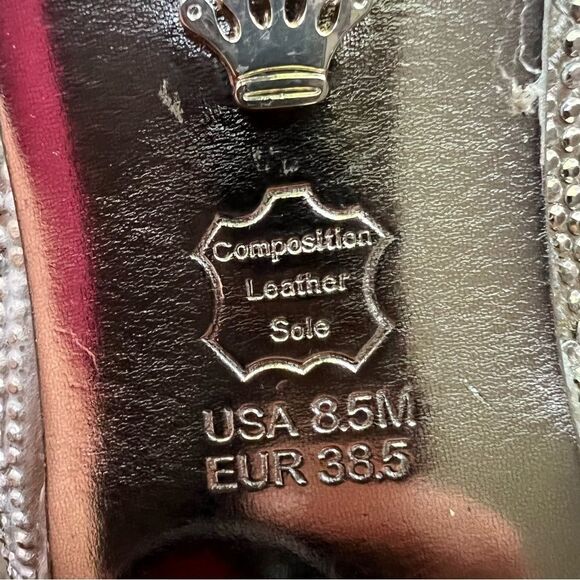 Composition
Leather
Sole
USA 8.5M
EUR 38.5